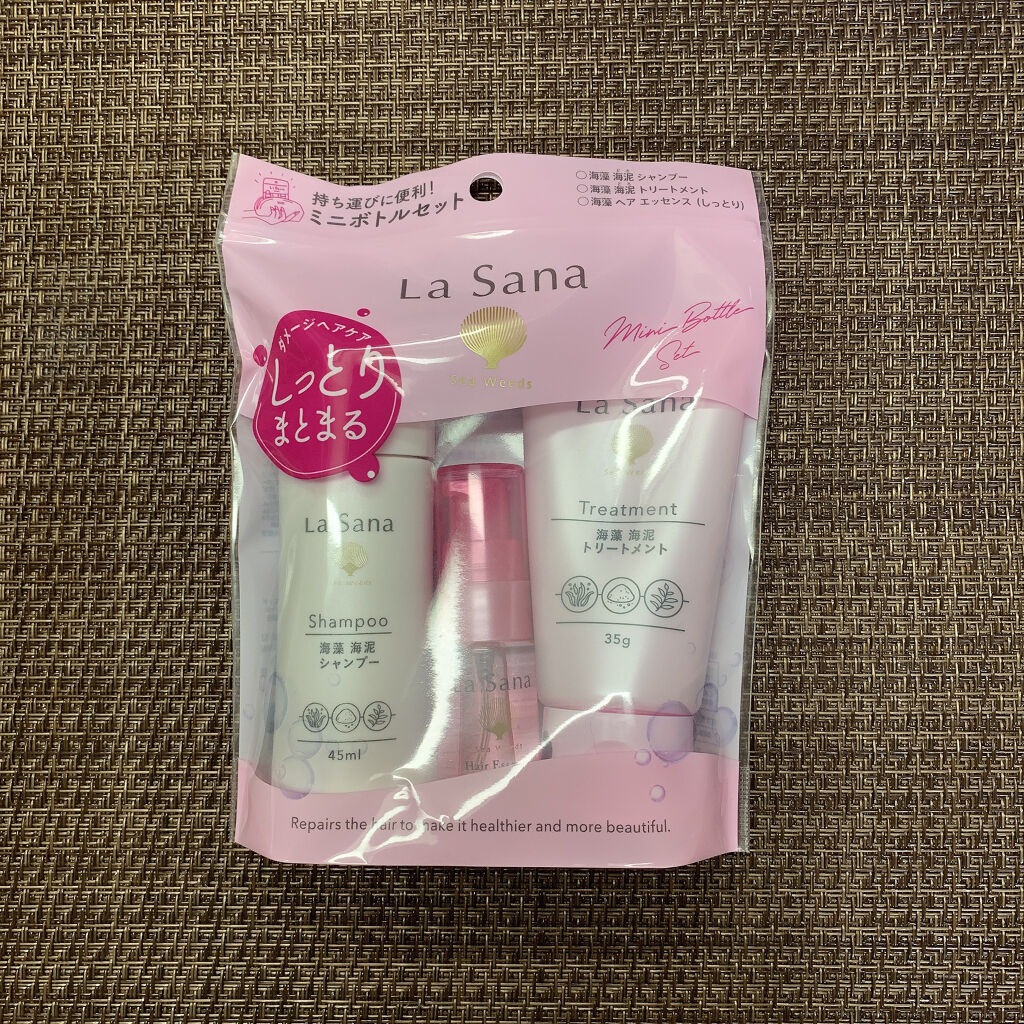 持ち運びに便利!
ミニボトルセット
○海藻 海泥 シャンプー
○海藻 海泥 トリートメント
○海藻 ヘア エッセンス (しっとり)
La Sana
Sea Weeds
Mini Bottle
Set
ダメージヘアケア
しっとり
まとまる
La Sana
Shampoo
海藻 海泥
シャンプー
45ml
La Sana
Sea Weeds
Hair
La Sana
Sea Weeds
Treatment
海藻 海泥
トリートメント
35g
Repairs the hair to make it healthier and more beautiful.